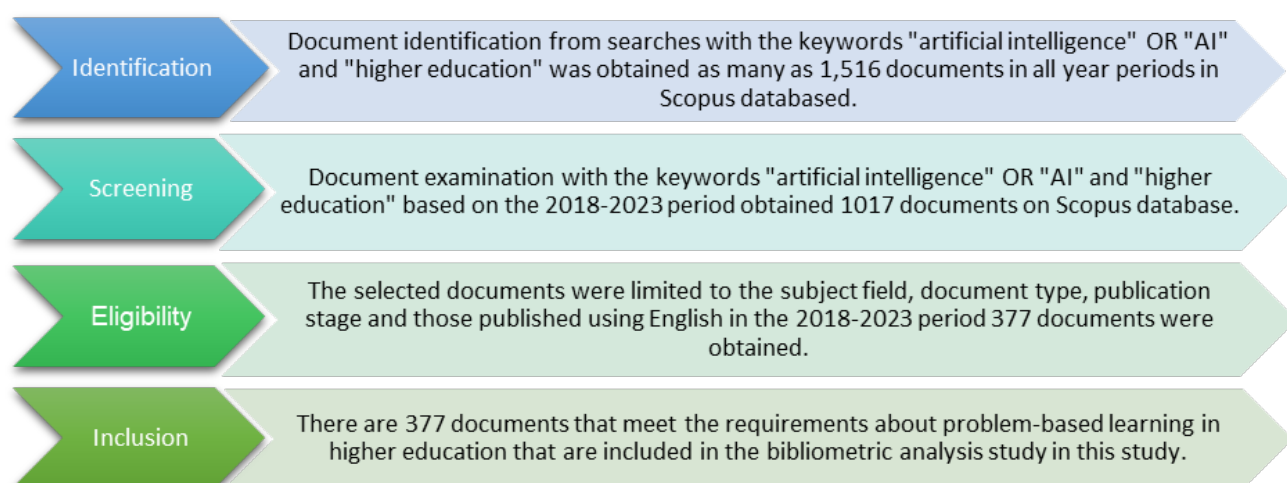 Identification
Document identification from searches with the keywords "artificial intelligence" OR "AI"
and "higher education" was obtained as many as 1,516 documents in all year periods in
Scopus databased.
Screening
Document examination with the keywords "artificial intelligence" OR "AI" and "higher
education" based on the 2018-2023 period obtained 1017 documents on Scopus database.
Eligibility
The selected documents were limited to the subject field, document type, publication
stage and those published using English in the 2018-2023 period 377 documents were
obtained.
Inclusion
There are 377 documents that meet the requirements about problem-based learning in
higher education that are included in the bibliometric analysis study in this study.